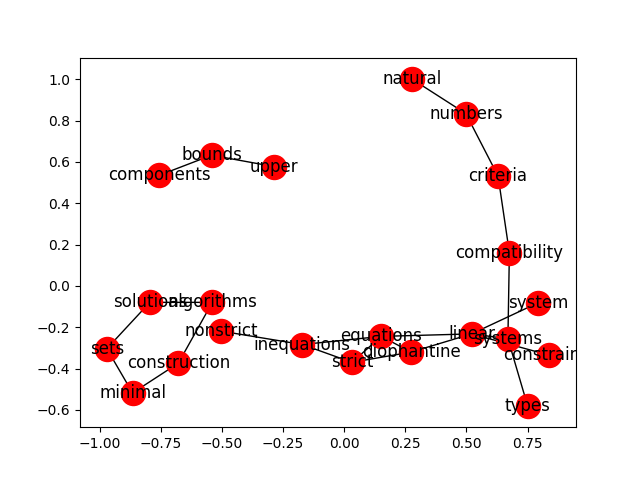 1.0
0.8
0.6
0.4
0.2
0.0
−0.2
−0.4
−0.6
−1.00 −0.75 −0.50 −0.25 0.00 0.25 0.50 0.75
natural
numbers
criteria
compatibility
bounds
upper
components
solutions
algorithms
system
nonstrict
inequations
equations
linear
systems
sets
construction
strict
diophantine
constrain
minimal
types